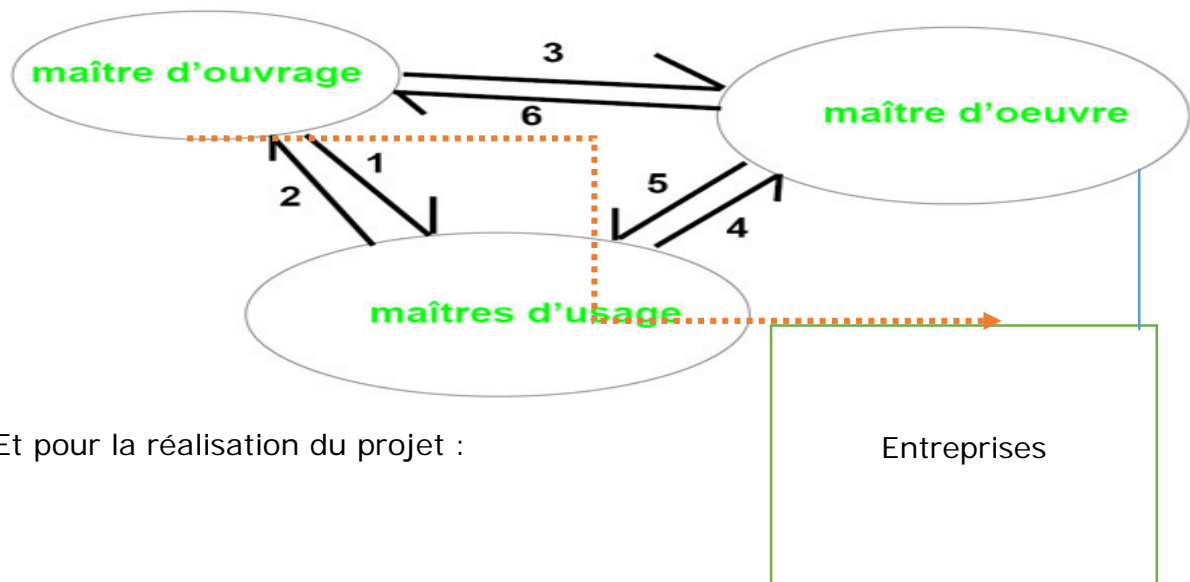 3
maître d'ouvrage
6
maître d'oeuvre
1
2
5
4
maîtres d'usage
Et pour la réalisation du projet :
Entreprises